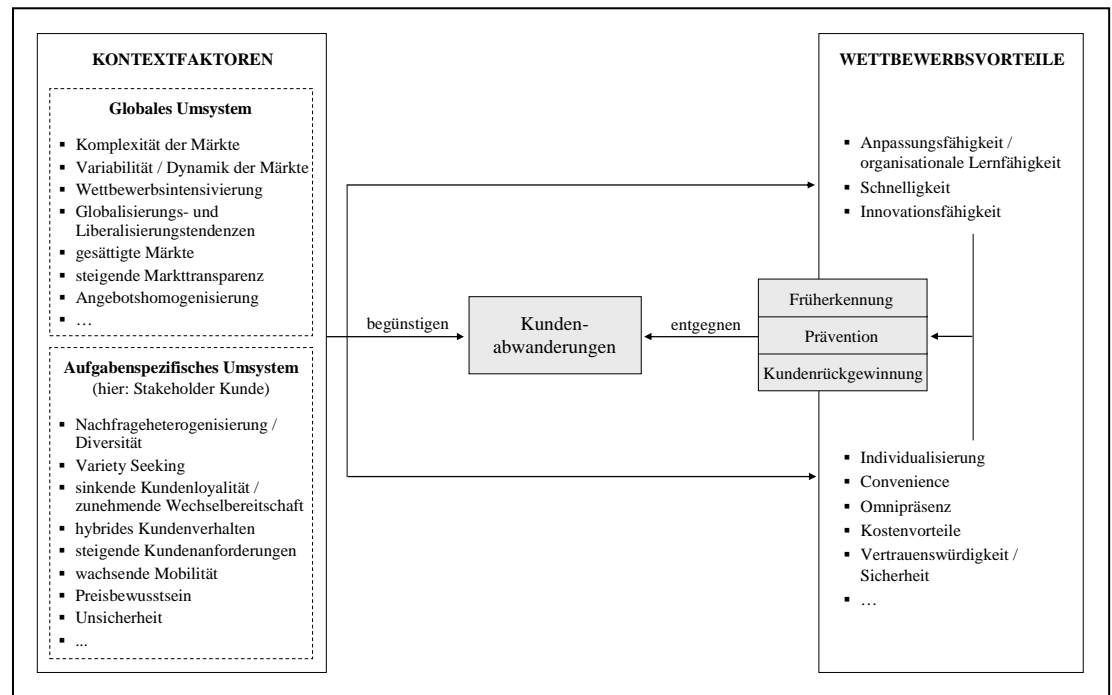 KONTEXTFAKTOREN
Globales Umsystem
▪ Komplexität der Märkte
▪ Variabilität / Dynamik der Märkte
▪ Wettbewerbsintensivierung
▪ Globalisierungs- und
Liberalisierungstendenzen
▪ gesättigte Märkte
▪ steigende Markttransparenz
▪ Angebotshomogenisierung
▪ …
Aufgabenspezifisches Umsystem
(hier: Stakeholder Kunde)
▪ Nachfrageheterogenisierung /
Diversität
▪ Variety Seeking
▪ sinkende Kundenloyalität /
zunehmende Wechselbereitschaft
▪ hybrides Kundenverhalten
▪ steigende Kundenanforderungen
▪ wachsende Mobilität
▪ Preisbewusstsein
▪ Unsicherheit
▪ ...
begünstigen
Kunden-
abwanderungen
entgegnen
WETTBEWERBSVORTEILE
▪ Anpassungsfähigkeit /
organisationale Lernfähigkeit
▪ Schnelligkeit
▪ Innovationsfähigkeit
Früherkennung
Prävention
Kundenrückgewinnung
▪ Individualisierung
▪ Convenience
▪ Omnipräsenz
▪ Kostenvorteile
▪ Vertrauenswürdigkeit /
Sicherheit
▪ …